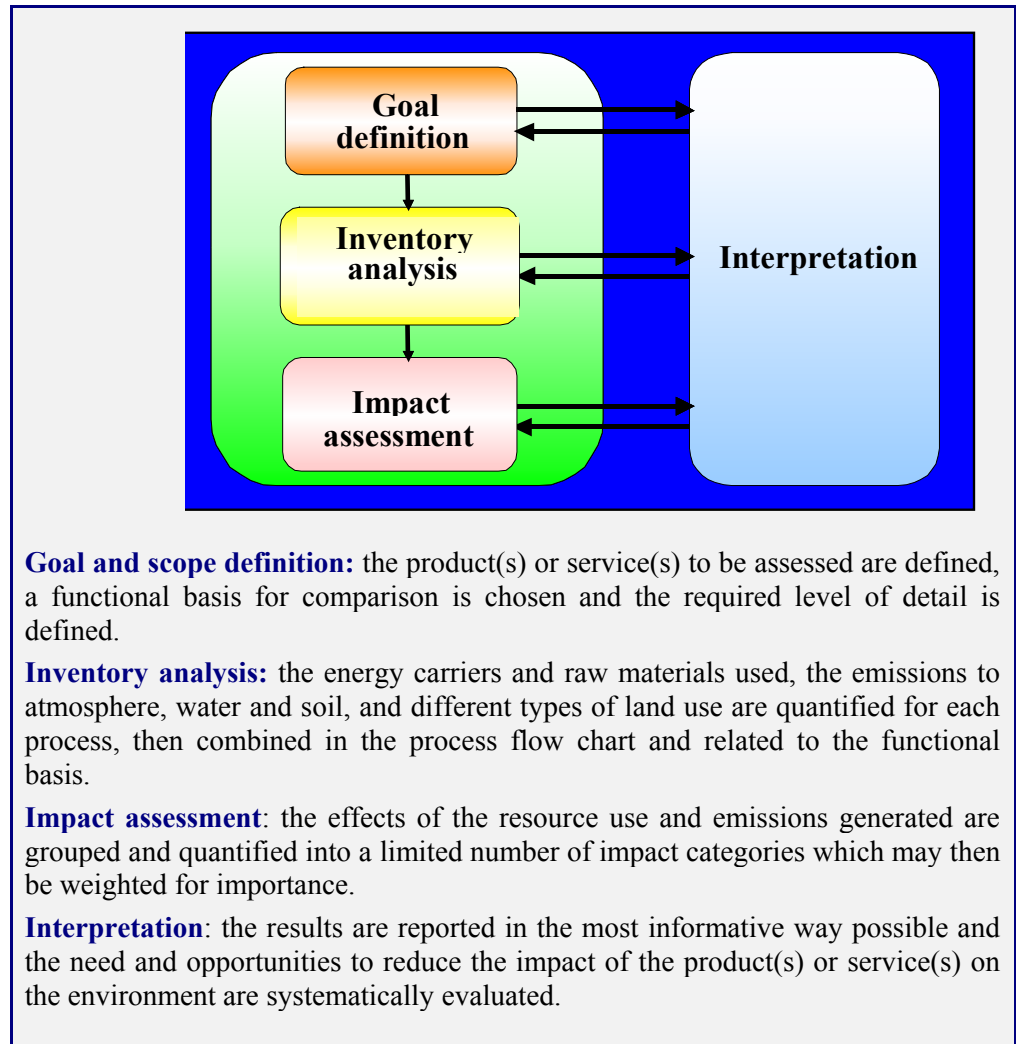 Goal
definition
Inventory
analysis
Interpretation
Impact
assessment
Goal and scope definition: the product(s) or service(s) to be assessed are defined,
a functional basis for comparison is chosen and the required level of detail is
defined.
Inventory analysis: the energy carriers and raw materials used, the emissions to
atmosphere, water and soil, and different types of land use are quantified for each
process, then combined in the process flow chart and related to the functional
basis.
Impact assessment: the effects of the resource use and emissions generated are
grouped and quantified into a limited number of impact categories which may then
be weighted for importance.
Interpretation: the results are reported in the most informative way possible and
the need and opportunities to reduce the impact of the product(s) or service(s) on
the environment are systematically evaluated.